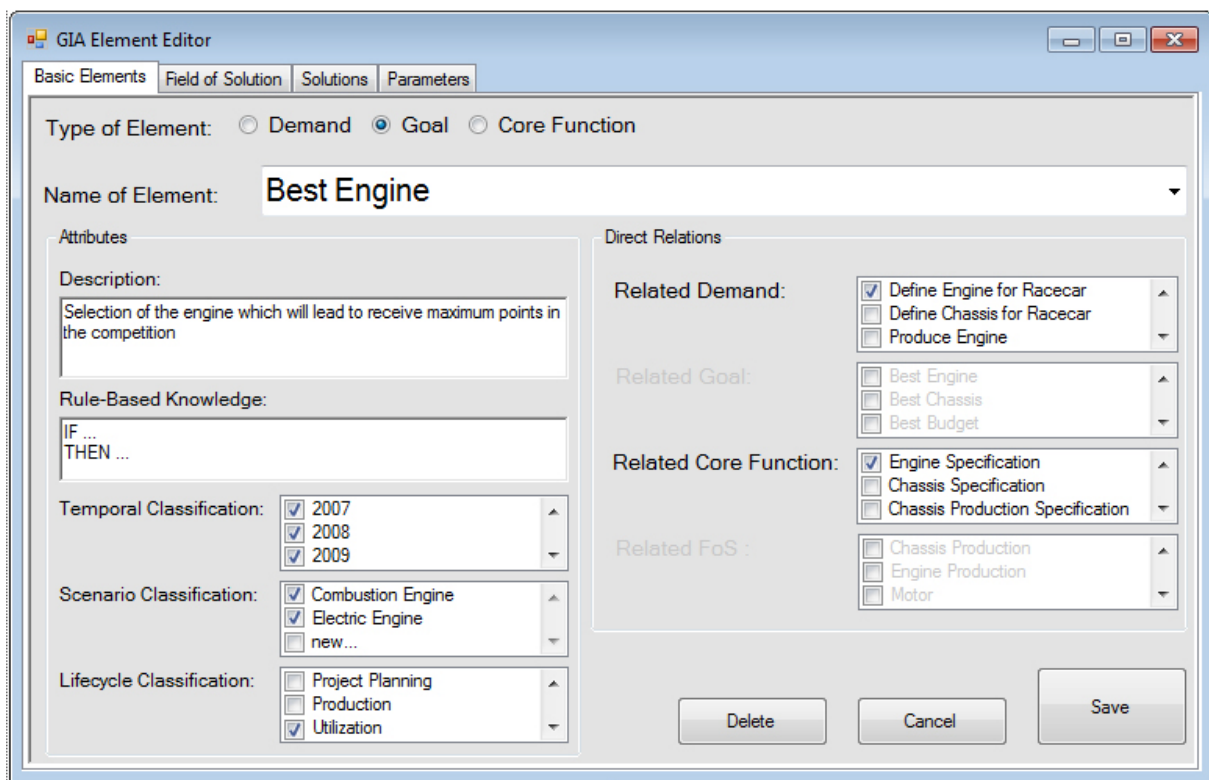 GIA Element Editor
Basic Elements Field of Solution Solutions Parameters
Type of Element: Demand Goal Core Function
Name of Element: Best Engine
Attributes
Description:
Selection of the engine which will lead to receive maximum points in
the competition
Rule-Based Knowledge:
IF ...
THEN ...
Temporal Classification:
2007
2008
2009
Scenario Classification:
Combustion Engine
Electric Engine
new...
Lifecycle Classification:
Project Planning
Production
Utilization
Direct Relations
Related Demand:
Define Engine for Racecar
Define Chassis for Racecar
Produce Engine
Related Goal:
Best Engine
Best Chassis
Best Budget
Related Core Function:
Engine Specification
Chassis Specification
Chassis Production Specification
Related FoS :
Chassis Production
Engine Production
Motor
Delete Cancel Save